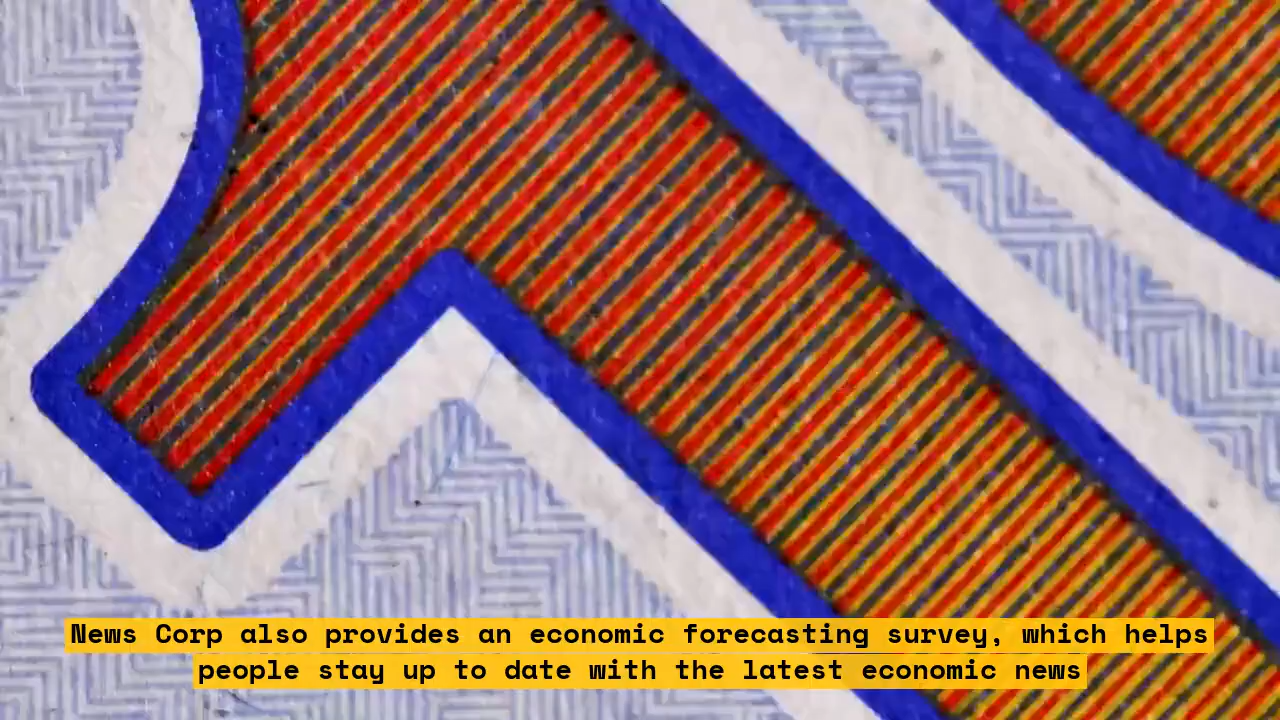 News Corp also provides an economic forecasting survey, which helps
people stay up to date with the latest economic news